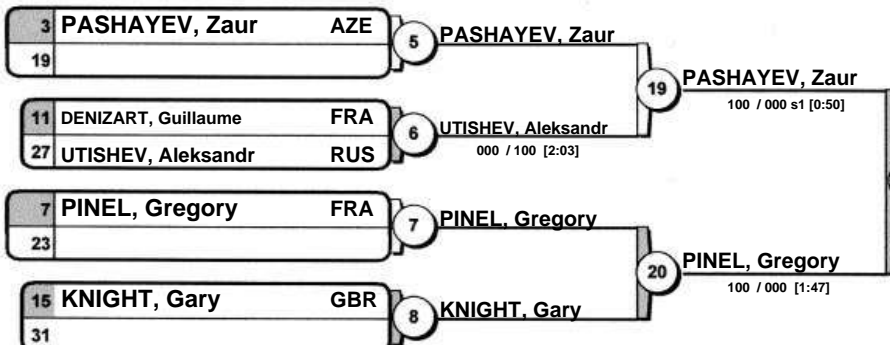 3 PASHAYEV, Zaur AZE
19
5 PASHAYEV, Zaur
11 DENIZART, Guillaume FRA
27 UTISHEV, Aleksandr RUS
6 UTISHEV, Aleksandr
000 / 100 [2:03]
19 PASHAYEV, Zaur
100 / 000 s1 [0:50]
7 PINEL, Gregory FRA
23
7 PINEL, Gregory
15 KNIGHT, Gary GBR
31
8 KNIGHT, Gary
20 PINEL, Gregory
100 / 000 [1:47]